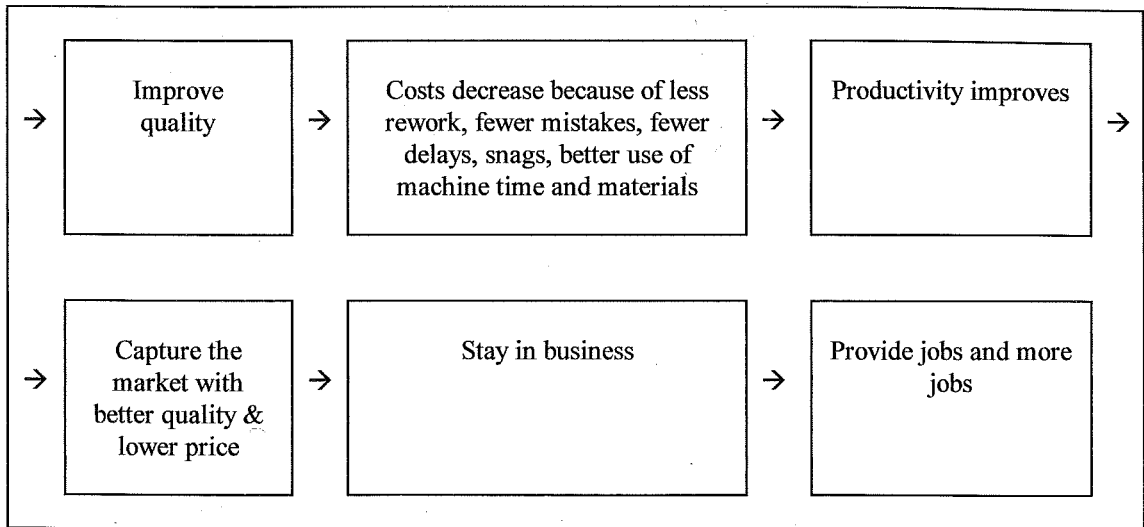 → Improve quality → Costs decrease because of less rework, fewer mistakes, fewer delays, snags, better use of machine time and materials → Productivity improves →
→ Capture the market with better quality & lower price → Stay in business → Provide jobs and more jobs